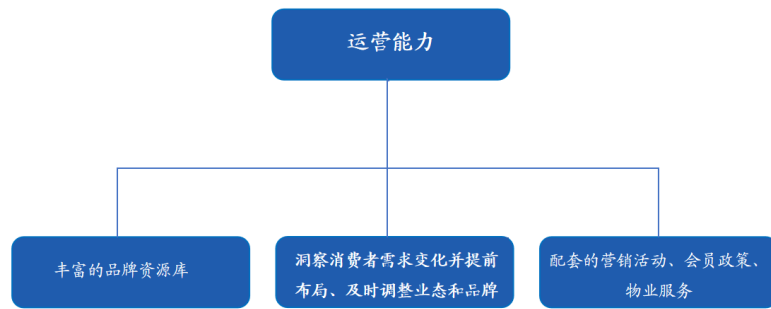 运营能力
丰富的品牌资源库
洞察消费者需求变化并提前
布局、及时调整业态和品牌
配套的营销活动、会员政策、
物业服务